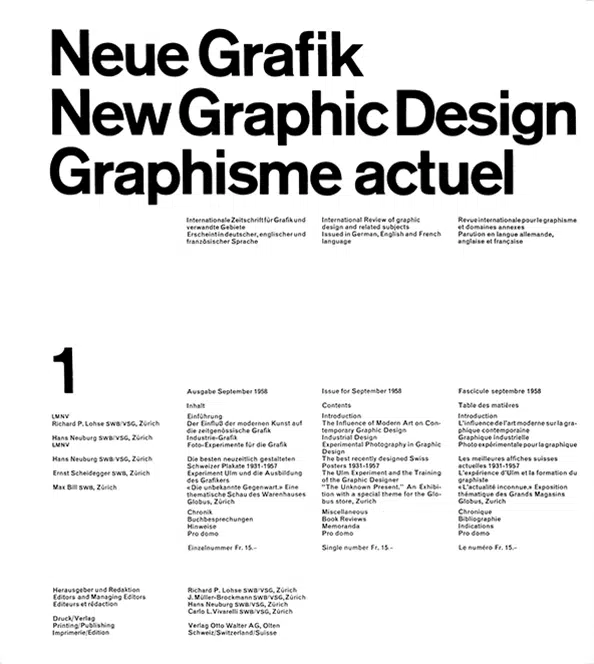 Neue Grafik
New Graphic Design
Graphisme actuel
Internationale Zeitschrift für Grafik und
verwandte Gebiete
Erscheint in deutscher, englischer und
französischer Sprache
International Review of graphic
design and related subjects
Issued in German, English and French
language
Revue internationale pour le graphisme
et domaines annexes
Parution en langue allemande,
anglaise et française
1
Ausgabe September 1958
Issue for September 1958
Fascicule septembre 1958
LMNV
Richard P. Lohse SWB/VSG, Zürich
Hans Neuburg SWB/VSG, Zürich
LMNV
Hans Neuburg SWB/VSG, Zürich
Ernst Scheidegger SWB, Zürich
Max Bill SWB, Zürich
Inhalt
Einführung
Der Einfluß der modernen Kunst auf
die zeitgenössische Grafik
Industrie-Grafik
Foto-Experimente für die Grafik
Die besten neuzeitlich gestalteten
Schweizer Plakate 1931-1957
Experiment Ulm und die Ausbildung
des Grafikers
«Die unbekannte Gegenwart.» Eine
thematische Schau des Warenhauses
Globus, Zürich
Chronik
Buchbesprechungen
Hinweise
Pro domo
Einzelnummer Fr. 15.-
Contents
Introduction
The Influence of Modern Art on Con-
temporary Graphic Design
Industrial Design
Experimental Photography in Graphic
Design
The best recently designed Swiss
Posters 1931-1957
The Ulm Experiment and the Training
of the Graphic Designer
"The Unknown Present." An Exhibi-
tion with a special theme for the Glo-
bus store, Zurich
Miscellaneous
Book Reviews
Memoranda
Pro domo
Single number Fr. 15.-
Table des matières
Introduction
L'influence de l'art moderne sur la gra-
phique contemporaine
Graphique industrielle
Photo expérimentale pour la graphique
Les meilleures affiches suisses
actuelles 1931-1957
L'expérience d'Ulm et la formation du
graphiste
«L'actualité inconnue.» Exposition
thématique des Grands Magasins
Globus, Zurich
Chronique
Bibliographie
Indications
Pro domo
Le numéro Fr. 15.-
Herausgeber und Redaktion
Editors and Managing Editors
Editeurs et rédaction
Druck/Verlag
Printing/Publishing
Imprimerie/Edition
Richard P. Lohse SWB/VSG, Zürich
J. Müller-Brockmann SWB/VSG, Zürich
Hans Neuburg SWB/VSG, Zürich
Carlo L. Vivarelli SWB/VSG, Zürich
Verlag Otto Walter AG, Olten
Schweiz/Switzerland/Suisse